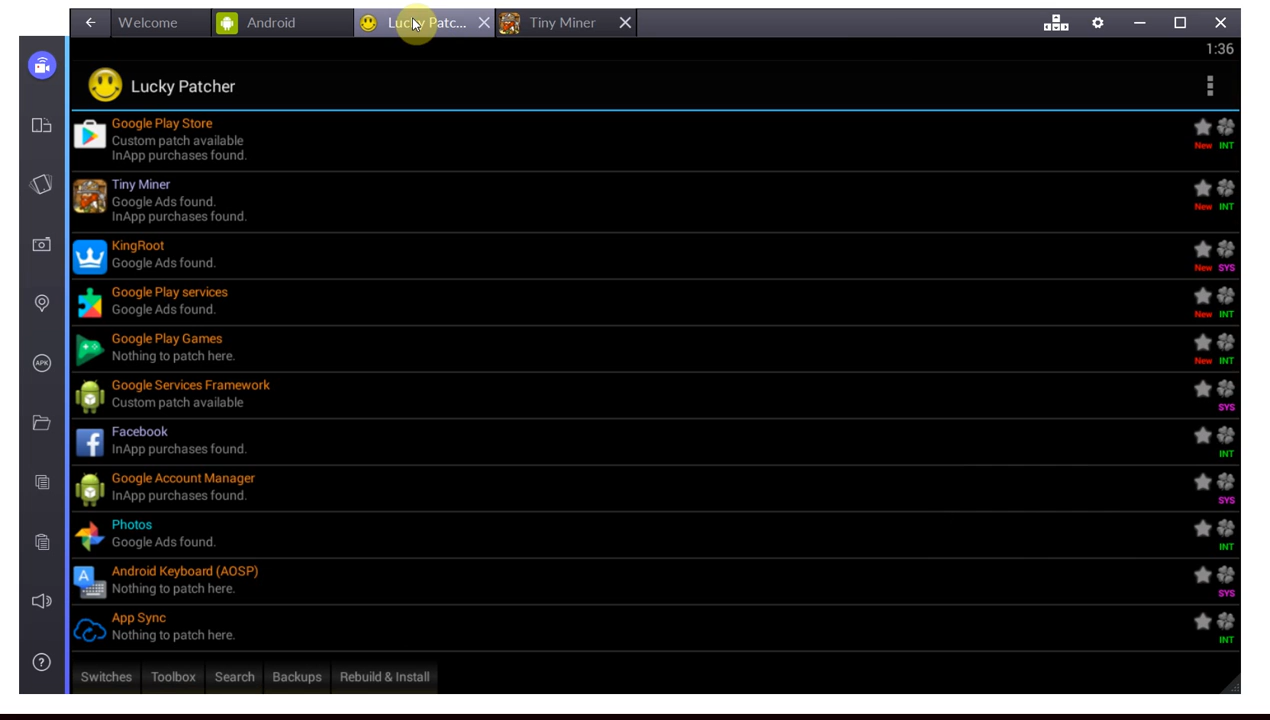 Welcome
Android
Lucky Patc...
Tiny Miner
1:36
Lucky Patcher
Google Play Store
Custom patch available
InApp purchases found.
New INT
Tiny Miner
Google Ads found.
InApp purchases found.
New INT
KingRoot
Google Ads found.
New SYS
Google Play services
Google Ads found.
New INT
Google Play Games
Nothing to patch here.
New INT
Google Services Framework
Custom patch available
SYS
Facebook
InApp purchases found.
INT
Google Account Manager
InApp purchases found.
SYS
Photos
Google Ads found.
INT
Android Keyboard (AOSP)
Nothing to patch here.
SYS
App Sync
Nothing to patch here.
INT
APK
Switches
Toolbox
Search
Backups
Rebuild & Install